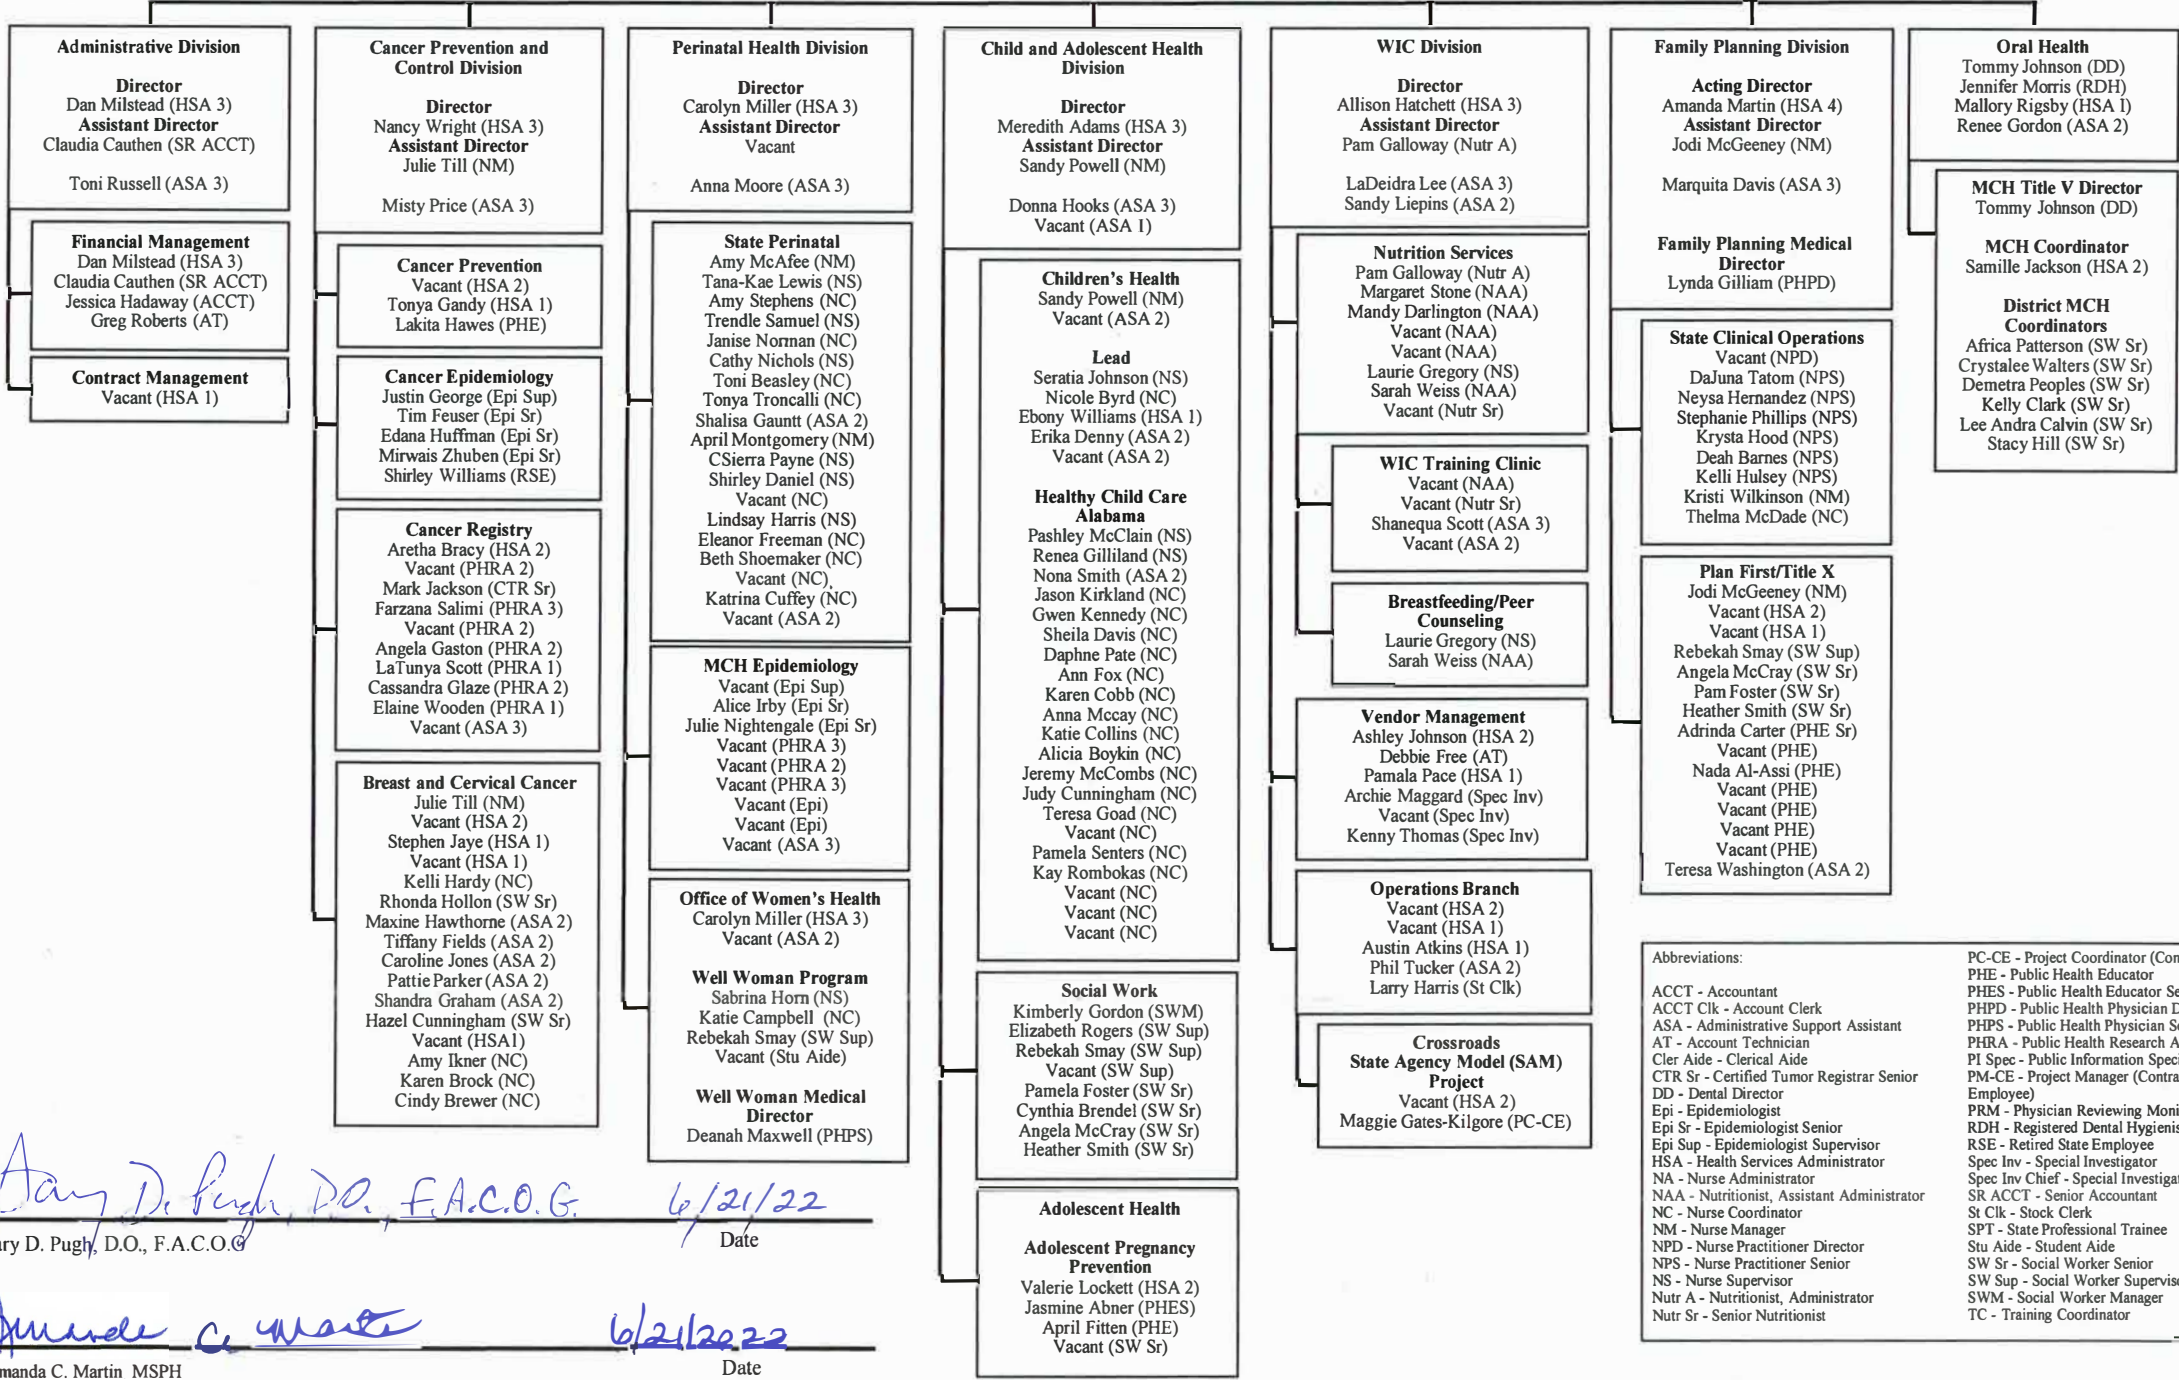 Administrative Division
Director
Dan Milstead (HSA 3)
Assistant Director
Claudia Cauthen (SR ACCT)
Toni Russell (ASA 3)
Financial Management
Dan Milstead (HSA 3)
Claudia Cauthen (SR ACCT)
Jessica Hadaway (ACCT)
Greg Roberts (AT)
Contract Management
Vacant (HSA 1)
Cancer Prevention and
Control Division
Director
Nancy Wright (HSA 3)
Assistant Director
Julie Till (NM)
Misty Price (ASA 3)
Cancer Prevention
Vacant (HSA 2)
Tonya Gandy (HSA 1)
Lakita Hawes (PHE)
Cancer Epidemiology
Justin George (Epi Sup)
Tim Feuser (Epi Sr)
Edana Huffman (Epi Sr)
Mirwais Zhuben (Epi Sr)
Shirley Williams (RSE)
Cancer Registry
Aretha Bracy (HSA 2)
Vacant (PHRA 2)
Mark Jackson (CTR Sr)
Farzana Salimi (PHRA 3)
Vacant (PHRA 2)
Angela Gaston (PHRA 2)
LaTunya Scott (PHRA 1)
Cassandra Glaze (PHRA 2)
Elaine Wooden (PHRA 1)
Vacant (ASA 3)
Breast and Cervical Cancer
Julie Till (NM)
Vacant (HSA 2)
Stephen Jaye (HSA 1)
Vacant (HSA 1)
Kelli Hardy (NC)
Rhonda Hollon (SW Sr)
Maxine Hawthorne (ASA 2)
Tiffany Fields (ASA 2)
Caroline Jones (ASA 2)
Pattie Parker (ASA 2)
Shandra Graham (ASA 2)
Hazel Cunningham (SW Sr)
Vacant (HSA1)
Amy Ikner (NC)
Karen Brock (NC)
Cindy Brewer (NC)
Perinatal Health Division
Director
Carolyn Miller (HSA 3)
Assistant Director
Vacant
Anna Moore (ASA 3)
State Perinatal
Amy McAfee (NM)
Tana-Kae Lewis (NS)
Amy Stephens (NC)
Trendle Samuel (NS)
Janise Norman (NC)
Cathy Nichols (NS)
Toni Beasley (NC)
Tonya Troncalli (NC)
Shalisa Gauntt (ASA 2)
April Montgomery (NM)
CSierra Payne (NS)
Shirley Daniel (NS)
Vacant (NC)
Lindsay Harris (NS)
Eleanor Freeman (NC)
Beth Shoemaker (NC)
Vacant (NC)
Katrina Cuffey (NC)
Vacant (ASA 2)
MCH Epidemiology
Vacant (Epi Sup)
Alice Irby (Epi Sr)
Julie Nightengale (Epi Sr)
Vacant (PHRA 3)
Vacant (PHRA 2)
Vacant (PHRA 3)
Vacant (Epi)
Vacant (Epi)
Vacant (ASA 3)
Office of Women's Health
Carolyn Miller (HSA 3)
Vacant (ASA 2)
Well Woman Program
Sabrina Horn (NS)
Katie Campbell (NC)
Rebekah Smay (SW Sup)
Vacant (Stu Aide)
Well Woman Medical
Director
Deanah Maxwell (PHPS)
Child and Adolescent Health
Division
Director
Meredith Adams (HSA 3)
Assistant Director
Sandy Powell (NM)
Donna Hooks (ASA 3)
Vacant (ASA 1)
Children's Health
Sandy Powell (NM)
Vacant (ASA 2)
Lead
Seratia Johnson (NS)
Nicole Byrd (NC)
Ebony Williams (HSA 1)
Erika Denny (ASA 2)
Vacant (ASA 2)
Healthy Child Care
Alabama
Pashley McClain (NS)
Renea Gilliland (NS)
Nona Smith (ASA 2)
Jason Kirkland (NC)
Gwen Kennedy (NC)
Sheila Davis (NC)
Daphne Pate (NC)
Ann Fox (NC)
Karen Cobb (NC)
Anna Mccay (NC)
Katie Collins (NC)
Alicia Boykin (NC)
Jeremy McCombs (NC)
Judy Cunningham (NC)
Teresa Goad (NC)
Vacant (NC)
Pamela Senters (NC)
Kay Rombokas (NC)
Vacant (NC)
Vacant (NC)
Vacant (NC)
Social Work
Kimberly Gordon (SWM)
Elizabeth Rogers (SW Sup)
Rebekah Smay (SW Sup)
Vacant (SW Sup)
Pamela Foster (SW Sr)
Cynthia Brendel (SW Sr)
Angela McCray (SW Sr)
Heather Smith (SW Sr)
Adolescent Health
Adolescent Pregnancy
Prevention
Valerie Lockett (HSA 2)
Jasmine Abner (PHES)
April Fitten (PHE)
Vacant (SW Sr)
WIC Division
Director
Allison Hatchett (HSA 3)
Assistant Director
Pam Galloway (Nutr A)
LaDeidra Lee (ASA 3)
Sandy Liepins (ASA 2)
Nutrition Services
Pam Galloway (Nutr A)
Margaret Stone (NAA)
Mandy Darlington (NAA)
Vacant (NAA)
Vacant (NAA)
Laurie Gregory (NS)
Sarah Weiss (NAA)
Vacant (Nutr Sr)
WIC Training Clinic
Vacant (NAA)
Vacant (Nutr Sr)
Shanequa Scott (ASA 3)
Vacant (ASA 2)
Breastfeeding/Peer
Counseling
Laurie Gregory (NS)
Sarah Weiss (NAA)
Vendor Management
Ashley Johnson (HSA 2)
Debbie Free (AT)
Pamala Pace (HSA 1)
Archie Maggard (Spec Inv)
Vacant (Spec Inv)
Kenny Thomas (Spec Inv)
Operations Branch
Vacant (HSA 2)
Vacant (HSA 1)
Austin Atkins (HSA 1)
Phil Tucker (ASA 2)
Larry Harris (St Clk)
Crossroads
State Agency Model (SAM)
Project
Vacant (HSA 2)
Maggie Gates-Kilgore (PC-CE)
Family Planning Division
Acting Director
Amanda Martin (HSA 4)
Assistant Director
Jodi McGeeney (NM)
Marquita Davis (ASA 3)
Family Planning Medical
Director
Lynda Gilliam (PHPD)
State Clinical Operations
Vacant (NPD)
DaJuna Tatom (NPS)
Neysa Hernandez (NPS)
Stephanie Phillips (NPS)
Krysta Hood (NPS)
Deah Barnes (NPS)
Kelli Hulsey (NPS)
Kristi Wilkinson (NM)
Thelma McDade (NC)
Plan First/Title X
Jodi McGeeney (NM)
Vacant (HSA 2)
Vacant (HSA 1)
Rebekah Smay (SW Sup)
Angela McCray (SW Sr)
Pam Foster (SW Sr)
Heather Smith (SW Sr)
Adrinda Carter (PHE Sr)
Vacant (PHE)
Nada Al-Assi (PHE)
Vacant (PHE)
Vacant (PHE)
Vacant PHE)
Vacant (PHE)
Teresa Washington (ASA 2)
Oral Health
Tommy Johnson (DD)
Jennifer Morris (RDH)
Mallory Rigsby (HSA I)
Renee Gordon (ASA 2)
MCH Title V Director
Tommy Johnson (DD)
MCH Coordinator
Samille Jackson (HSA 2)
District MCH
Coordinators
Africa Patterson (SW Sr)
Crystalee Walters (SW Sr)
Demetra Peoples (SW Sr)
Kelly Clark (SW Sr)
Lee Andra Calvin (SW Sr)
Stacy Hill (SW Sr)
Abbreviations:
ACCT - Accountant
ACCT Clk - Account Clerk
ASA - Administrative Support Assistant
AT - Account Technician
Cler Aide - Clerical Aide
CTR Sr - Certified Tumor Registrar Senior
DD - Dental Director
Epi - Epidemiologist
Epi Sr - Epidemiologist Senior
Epi Sup - Epidemiologist Supervisor
HSA - Health Services Administrator
NA - Nurse Administrator
NAA - Nutritionist, Assistant Administrator
NC - Nurse Coordinator
NM - Nurse Manager
NPD - Nurse Practitioner Director
NPS - Nurse Practitioner Senior
NS - Nurse Supervisor
Nutr A - Nutritionist, Administrator
Nutr Sr - Senior Nutritionist
PC-CE - Project Coordinator (Con
PHE - Public Health Educator
PHES - Public Health Educator Se
PHPD - Public Health Physician D
PHPS - Public Health Physician Se
PHRA - Public Health Research A
PI Spec - Public Information Speci
PM-CE - Project Manager (Contra
Employee)
PRM - Physician Reviewing Moni
RDH - Registered Dental Hygienis
RSE - Retired State Employee
Spec Inv - Special Investigator
Spec Inv Chief - Special Investigat
SR ACCT - Senior Accountant
St Clk - Stock Clerk
SPT - State Professional Trainee
Stu Aide - Student Aide
SW Sr - Social Worker Senior
SW Sup - Social Worker Superviso
SWM - Social Worker Manager
TC - Training Coordinator
D. Pugh, D.O., F.A.C.O.G. 6/21/22
ary D. Pugh, D.O., F.A.C.O.G Date
Amanda C. Martin 6/21/2022
manda C. Martin MSPH Date